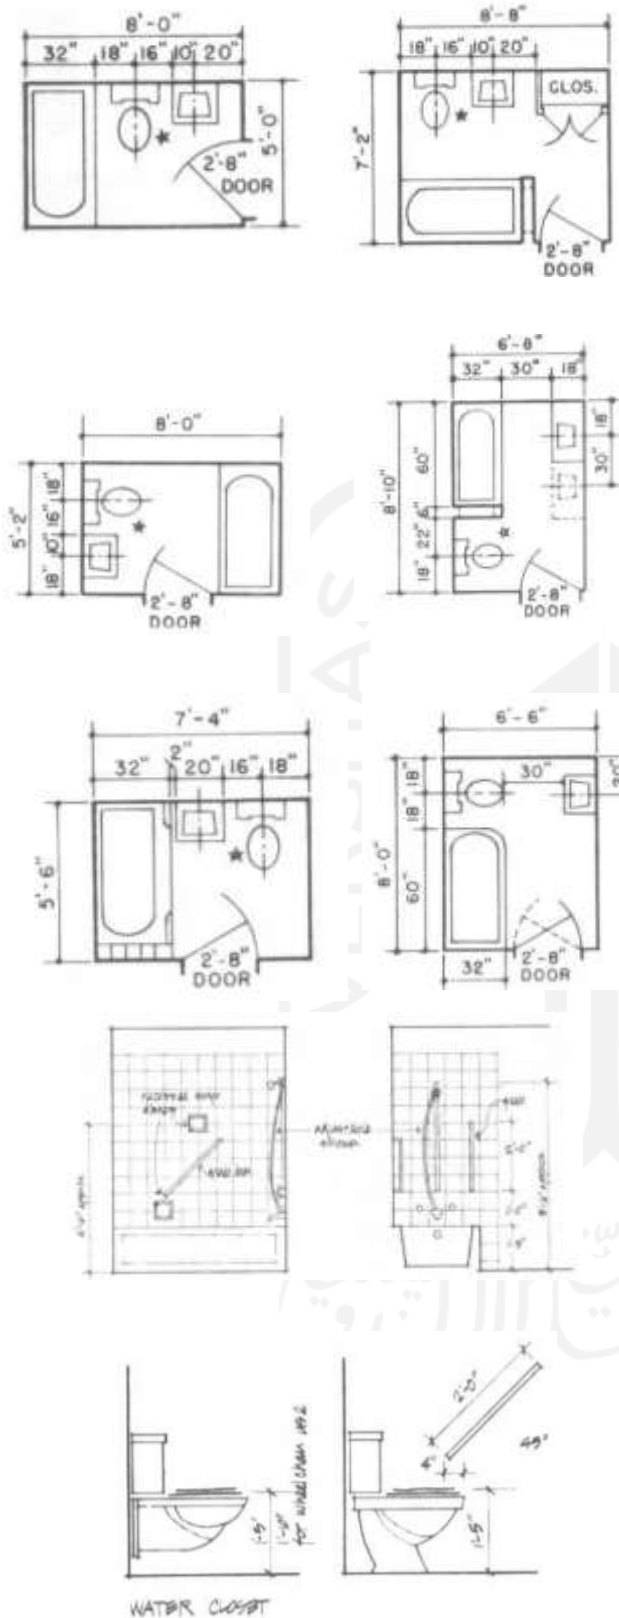 8'-0"
32" 18" 16" 10" 20"
5'-0"
2'-8"
DOOR
8'-8"
18" 16" 10" 20"
CLOS.
7'-2"
2'-8"
DOOR
8'-0"
5'-2"
18" 16" 10" 18"
2'-8"
DOOR
6'-8"
32" 30" 18"
8'-10"
60" 6" 22" 18"
18" 30"
2'-8"
DOOR
7'-4"
32" 2" 20" 16" 18"
5'-6"
2'-8"
DOOR
6'-6"
30"
8'-0"
18" 18" 60"
20"
32"
2'-8"
DOOR
1'-5"
for wheelchair use
2'-0"
4"
45°
1'-5"
WATER CLOSET